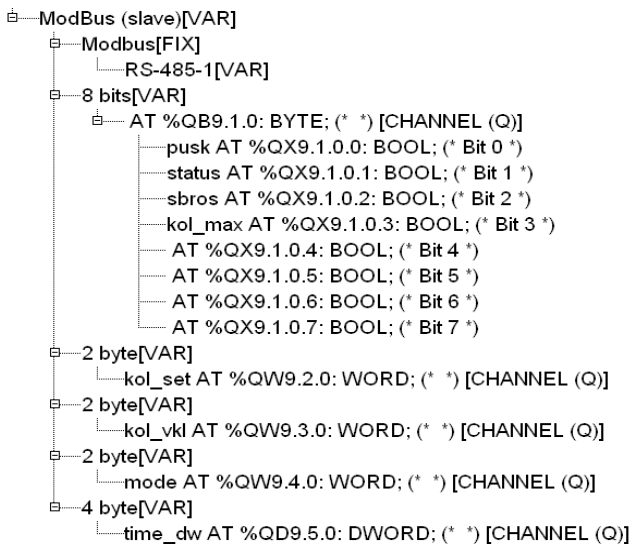 ModBus (slave)[VAR]
Modbus[FIX]
RS-485-1[VAR]
8 bits[VAR]
AT %QB9.1.0: BYTE; (* *) [CHANNEL (Q)]
pusk AT %QX9.1.0.0: BOOL; (* Bit 0 *)
status AT %QX9.1.0.1: BOOL; (* Bit 1 *)
sbros AT %QX9.1.0.2: BOOL; (* Bit 2 *)
kol_max AT %QX9.1.0.3: BOOL; (* Bit 3 *)
AT %QX9.1.0.4: BOOL; (* Bit 4 *)
AT %QX9.1.0.5: BOOL; (* Bit 5 *)
AT %QX9.1.0.6: BOOL; (* Bit 6 *)
AT %QX9.1.0.7: BOOL; (* Bit 7 *)
2 byte[VAR]
kol_set AT %QW9.2.0: WORD; (* *) [CHANNEL (Q)]
2 byte[VAR]
kol_vkl AT %QW9.3.0: WORD; (* *) [CHANNEL (Q)]
2 byte[VAR]
mode AT %QW9.4.0: WORD; (* *) [CHANNEL (Q)]
4 byte[VAR]
time_dw AT %QD9.5.0: DWORD; (* *) [CHANNEL (Q)]